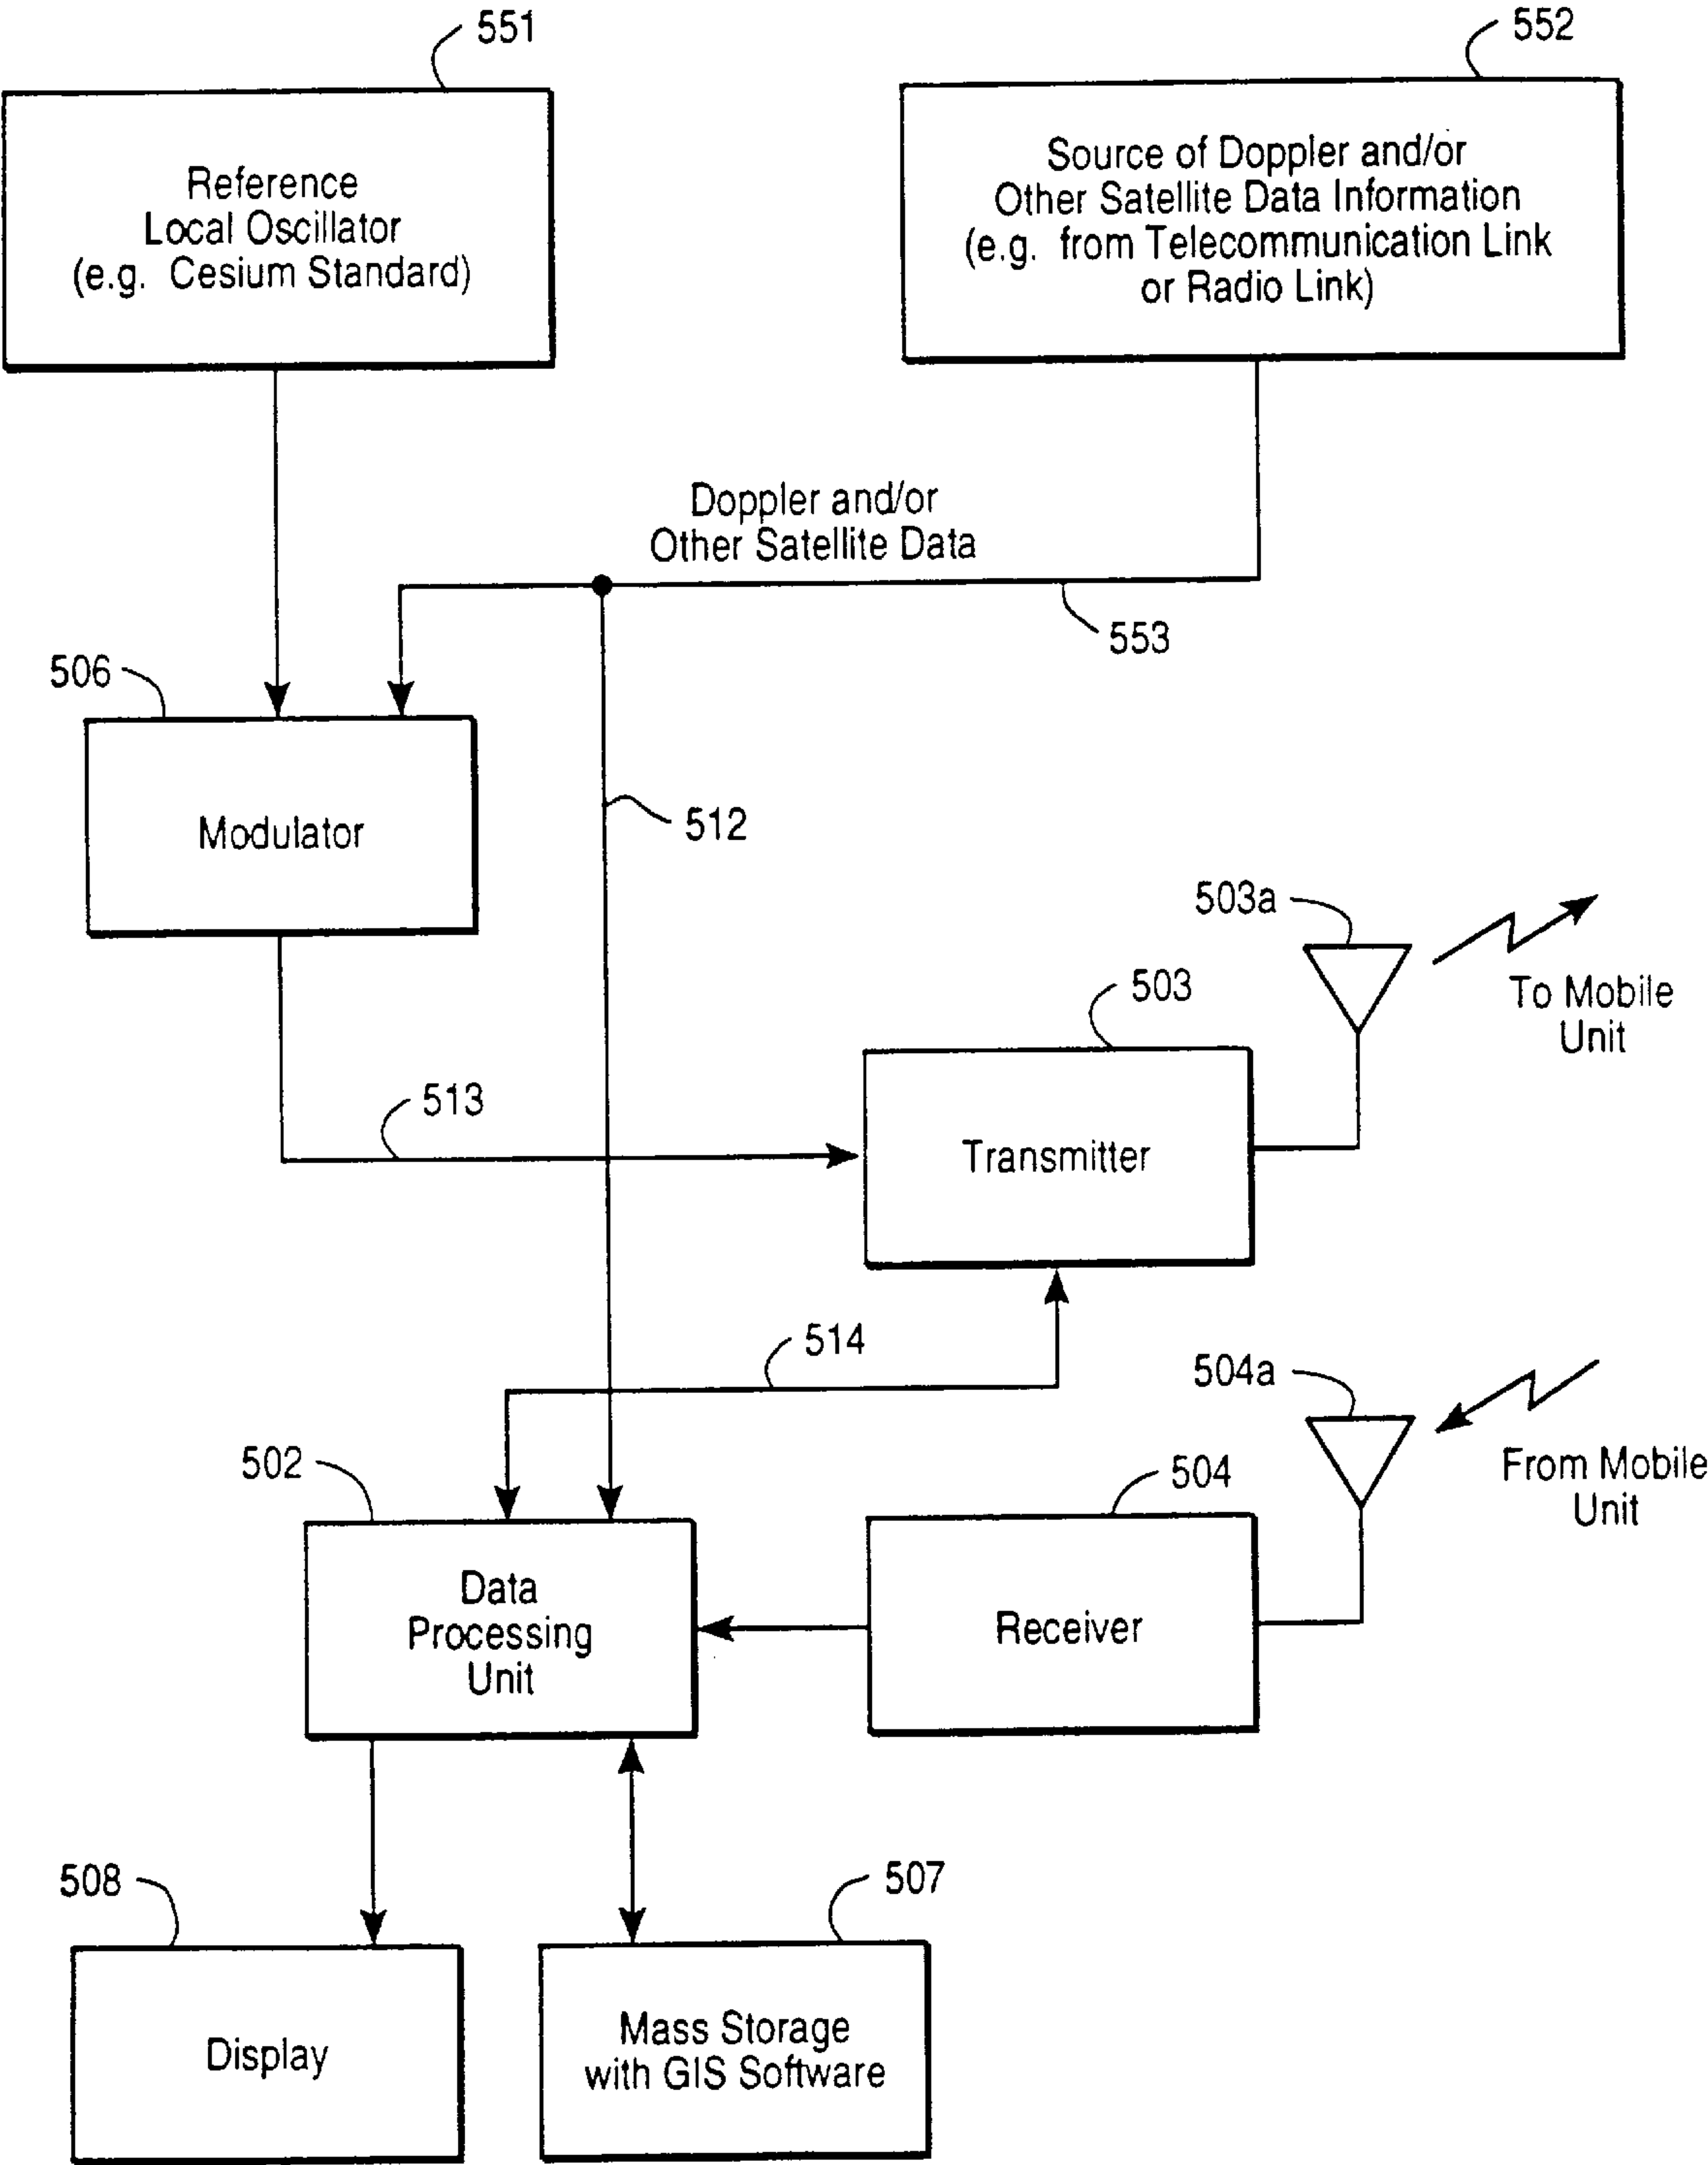 551
552
Reference
Local Oscillator
(e.g. Cesium Standard)
Source of Doppler and/or
Other Satellite Data Information
(e.g. from Telecommunication Link
or Radio Link)
Doppler and/or
Other Satellite Data
553
506
Modulator
512
503a
To Mobile
Unit
503
513
Transmitter
514
504a
From Mobile
Unit
502
504
Data
Processing
Unit
Receiver
508
507
Display
Mass Storage
with GIS Software